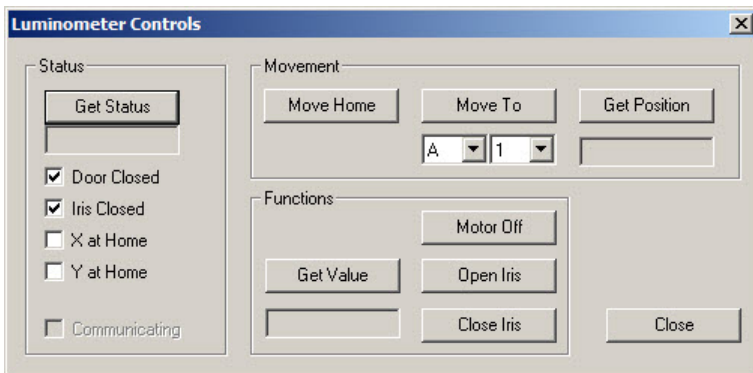 Luminometer Controls
Status
Get Status
Door Closed
Iris Closed
X at Home
Y at Home
Communicating
Movement
Move Home
Move To
Get Position
A
1
Functions
Motor Off
Get Value
Open Iris
Close Iris
Close